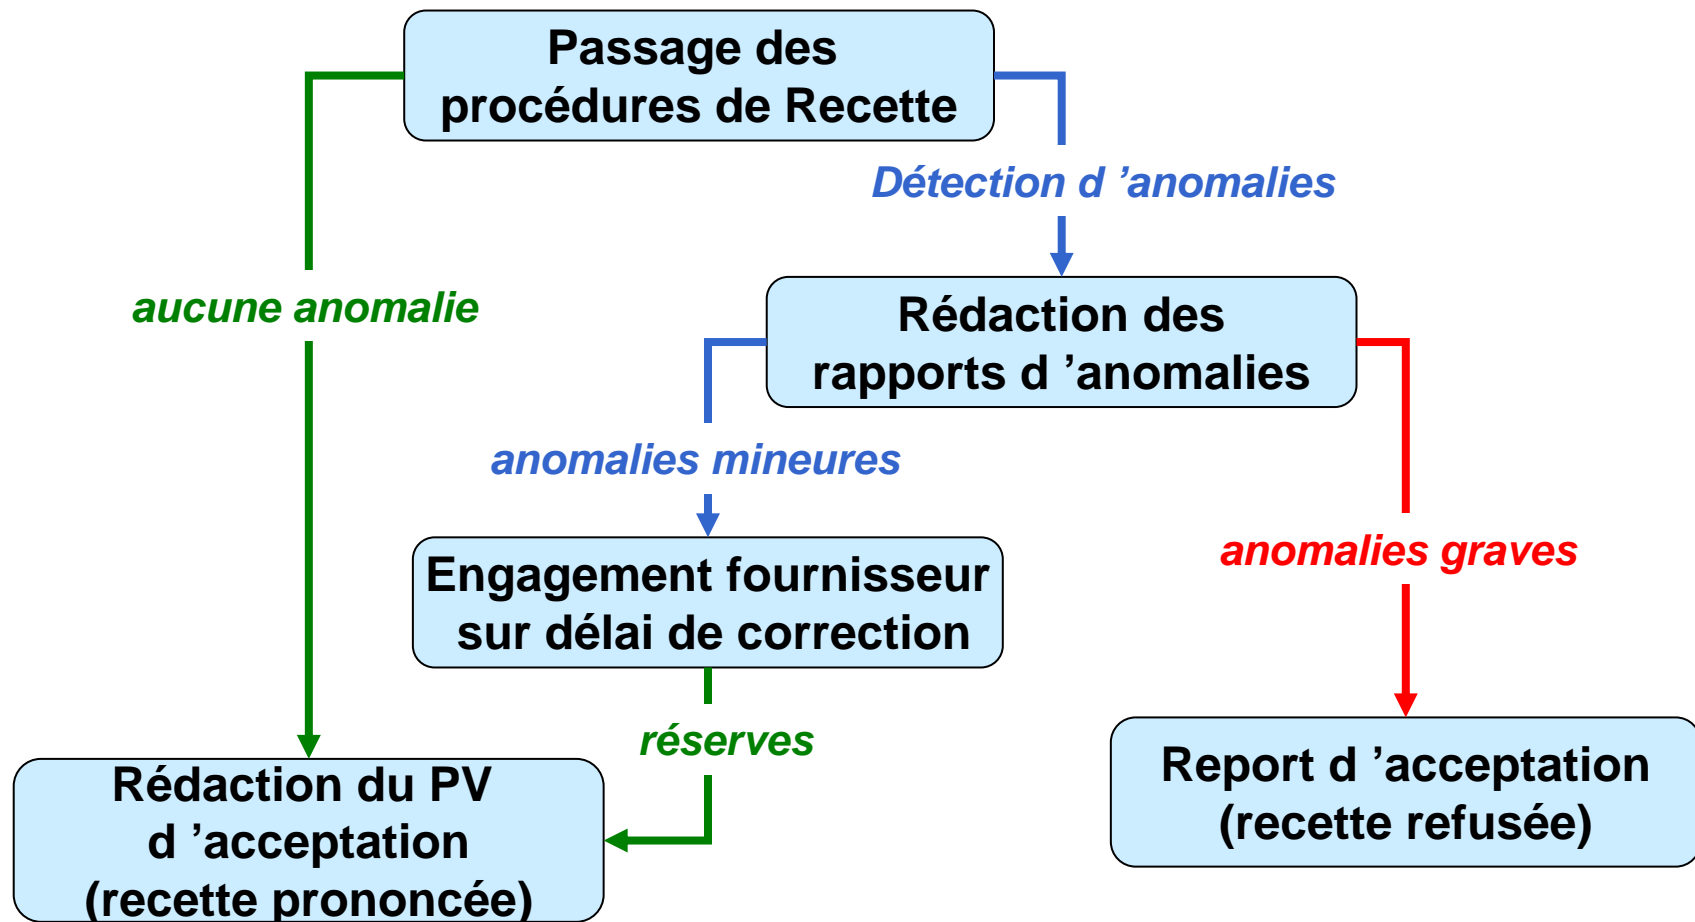 Passage des
procédures de Recette
Détection d ’anomalies
aucune anomalie
Rédaction des
rapports d ’anomalies
anomalies mineures
anomalies graves
Engagement fournisseur
sur délai de correction
réserves
Rédaction du PV
d ’acceptation
(recette prononcée)
Report d ’acceptation
(recette refusée)